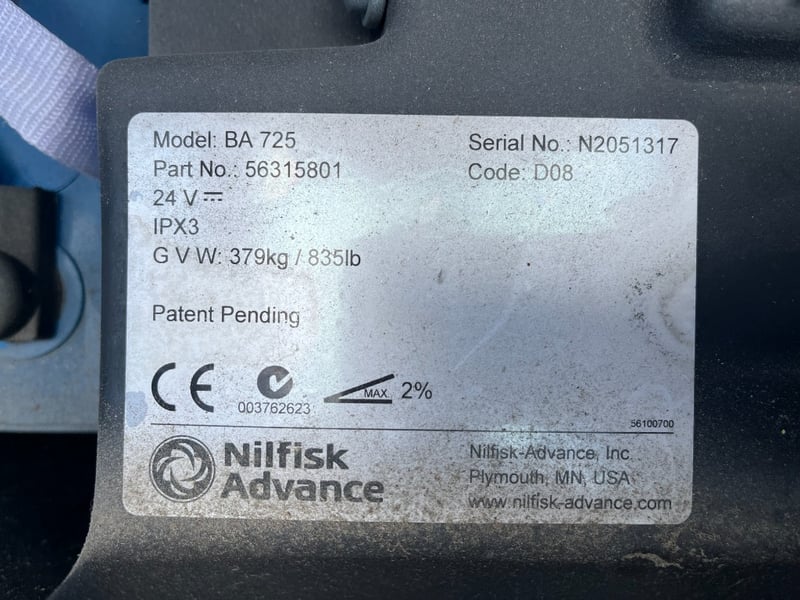 Model: BA 725
Serial No.: N2051317
Part No.: 56315801
Code: D08
24 V ⎓
IPX3
G V W: 379kg / 835lb
Patent Pending
CE
003762623
MAX. 2%
56100700
Nilfisk
Advance
Nilfisk-Advance, Inc.
Plymouth, MN, USA
www.nilfisk-advance.com